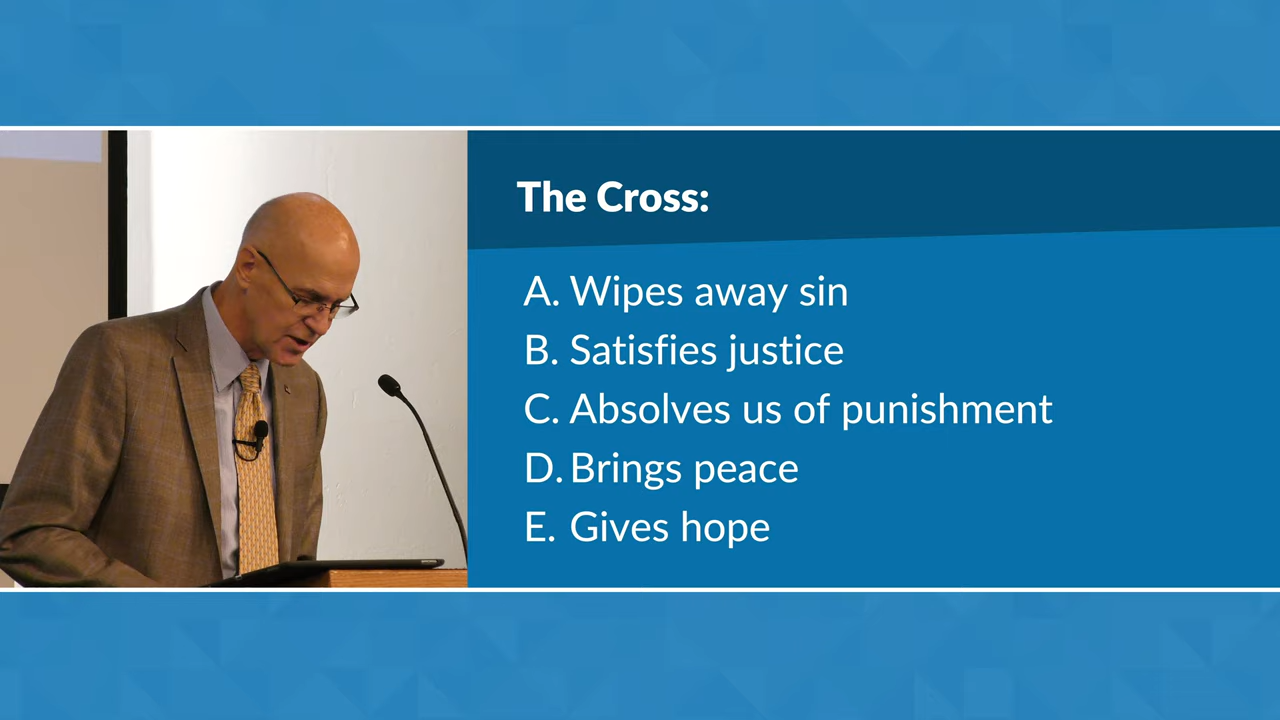 The Cross:
A. Wipes away sin
B. Satisfies justice
C. Absolves us of punishment
D. Brings peace
E. Gives hope